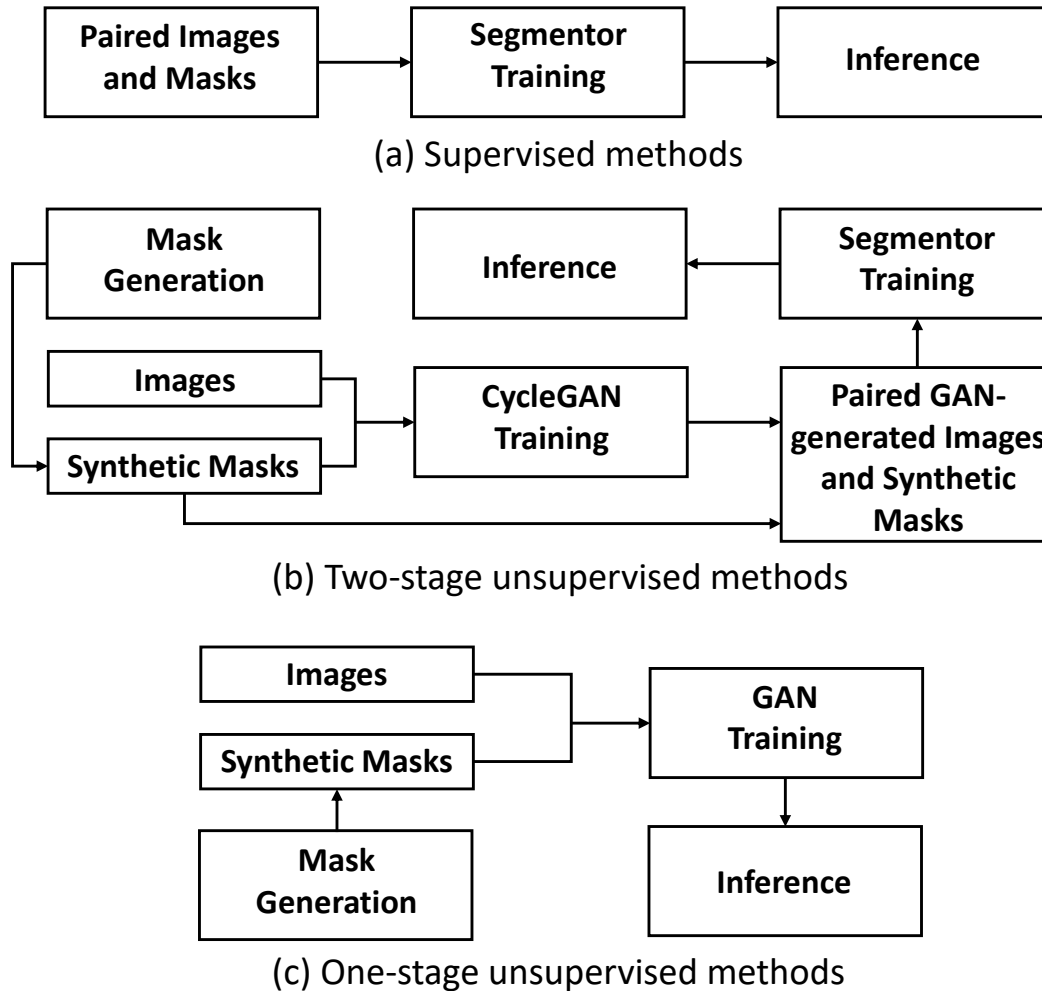 Paired Images
and Masks
Segmentor
Training
Inference
(a) Supervised methods
Mask
Generation
Inference
Segmentor
Training
Images
Synthetic Masks
CycleGAN
Training
Paired GAN-
generated Images
and Synthetic
Masks
(b) Two-stage unsupervised methods
Images
Synthetic Masks
Mask
Generation
GAN
Training
Inference
(c) One-stage unsupervised methods